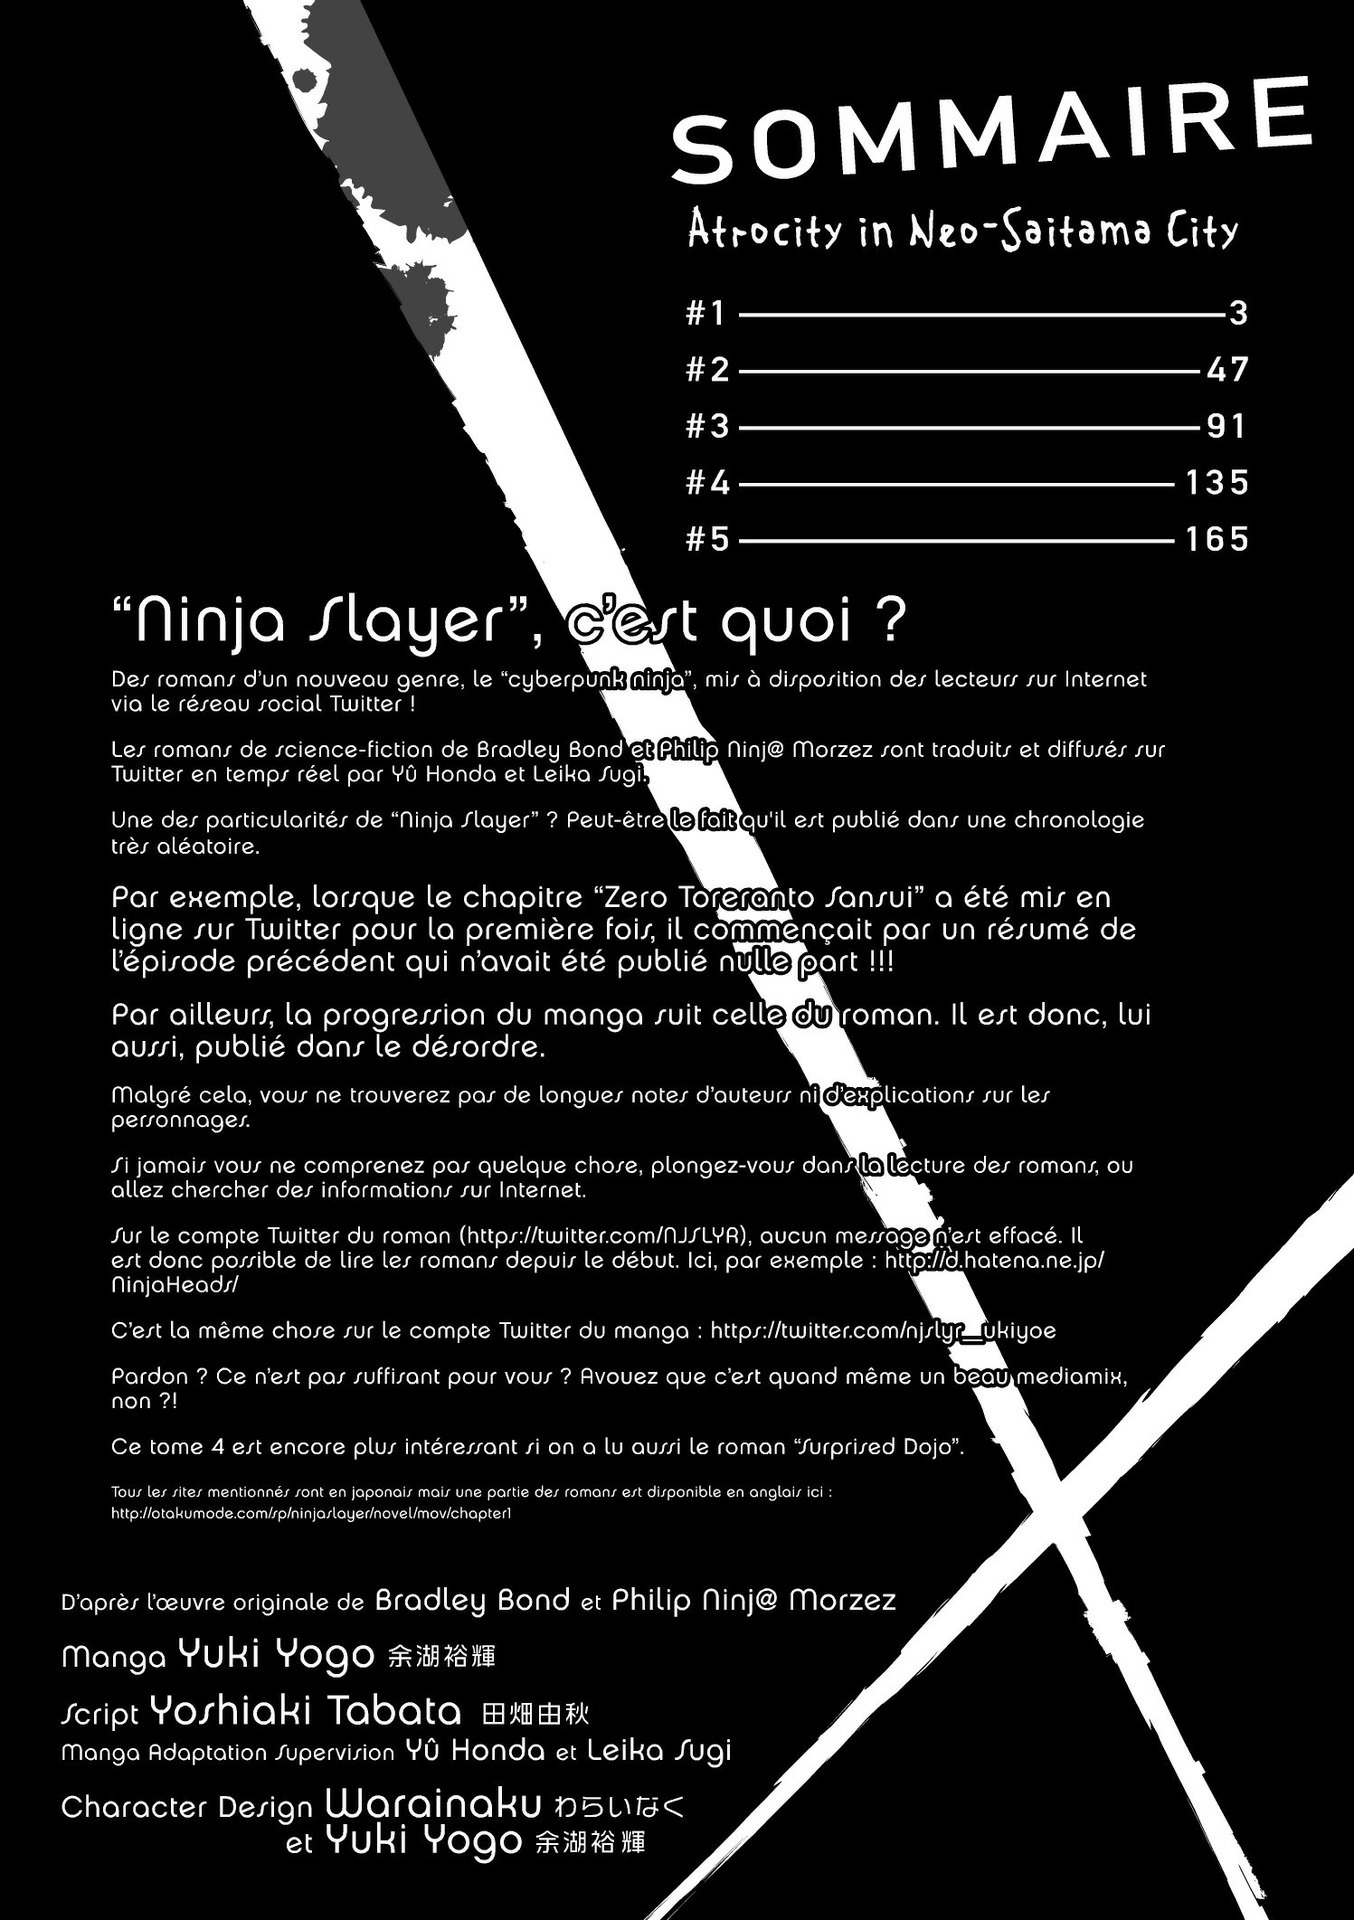 SOMMAIRE
Atrocity in Neo-Saitama City
#1 3
#2 47
#3 91
#4 135
#5 165
“Ninja Slayer”, c’est quoi ?
Des romans d’un nouveau genre, le “cyberpunk ninja”, mis à disposition des lecteurs sur Internet
via le réseau social Twitter !
Les romans de science-fiction de Bradley Bond et Philip Ninj@ Morzez sont traduits et diffusés sur
Twitter en temps réel par Yû Honda et Leika Sugi.
Une des particularités de “Ninja Slayer” ? Peut-être le fait qu'il est publié dans une chronologie
très aléatoire.
Par exemple, lorsque le chapitre “Zero Toreranto Sansui” a été mis en
ligne sur Twitter pour la première fois, il commençait par un résumé de
l’épisode précédent qui n’avait été publié nulle part !!!
Par ailleurs, la progression du manga suit celle du roman. Il est donc, lui
aussi, publié dans le désordre.
Malgré cela, vous ne trouverez pas de longues notes d’auteurs ni d’explications sur les
personnages.
Si jamais vous ne comprenez pas quelque chose, plongez-vous dans la lecture des romans, ou
allez chercher des informations sur Internet.
Sur le compte Twitter du roman (https://twitter.com/NJSLYR), aucun message n’est effacé. Il
est donc possible de lire les romans depuis le début. Ici, par exemple : http://d.hatena.ne.jp/
NinjaHeads/
C’est la même chose sur le compte Twitter du manga : https://twitter.com/njslyr_ukiyoe
Pardon ? Ce n’est pas suffisant pour vous ? Avouez que c’est quand même un beau mediamix,
non ?!
Ce tome 4 est encore plus intéressant si on a lu aussi le roman “Surprised Dojo”.
Tous les sites mentionnés sont en japonais mais une partie des romans est disponible en anglais ici :
http://otakumode.com/sp/ninjaslayer/novel/mov/chapter1
D’après l’œuvre originale de Bradley Bond et Philip Ninj@ Morzez
Manga Yuki Yogo 余湖裕輝
Script Yoshiaki Tabata 田畑由秋
Manga Adaptation Supervision Yû Honda et Leika Sugi
Character Design Warainaku わらいなく
et Yuki Yogo 余湖裕輝